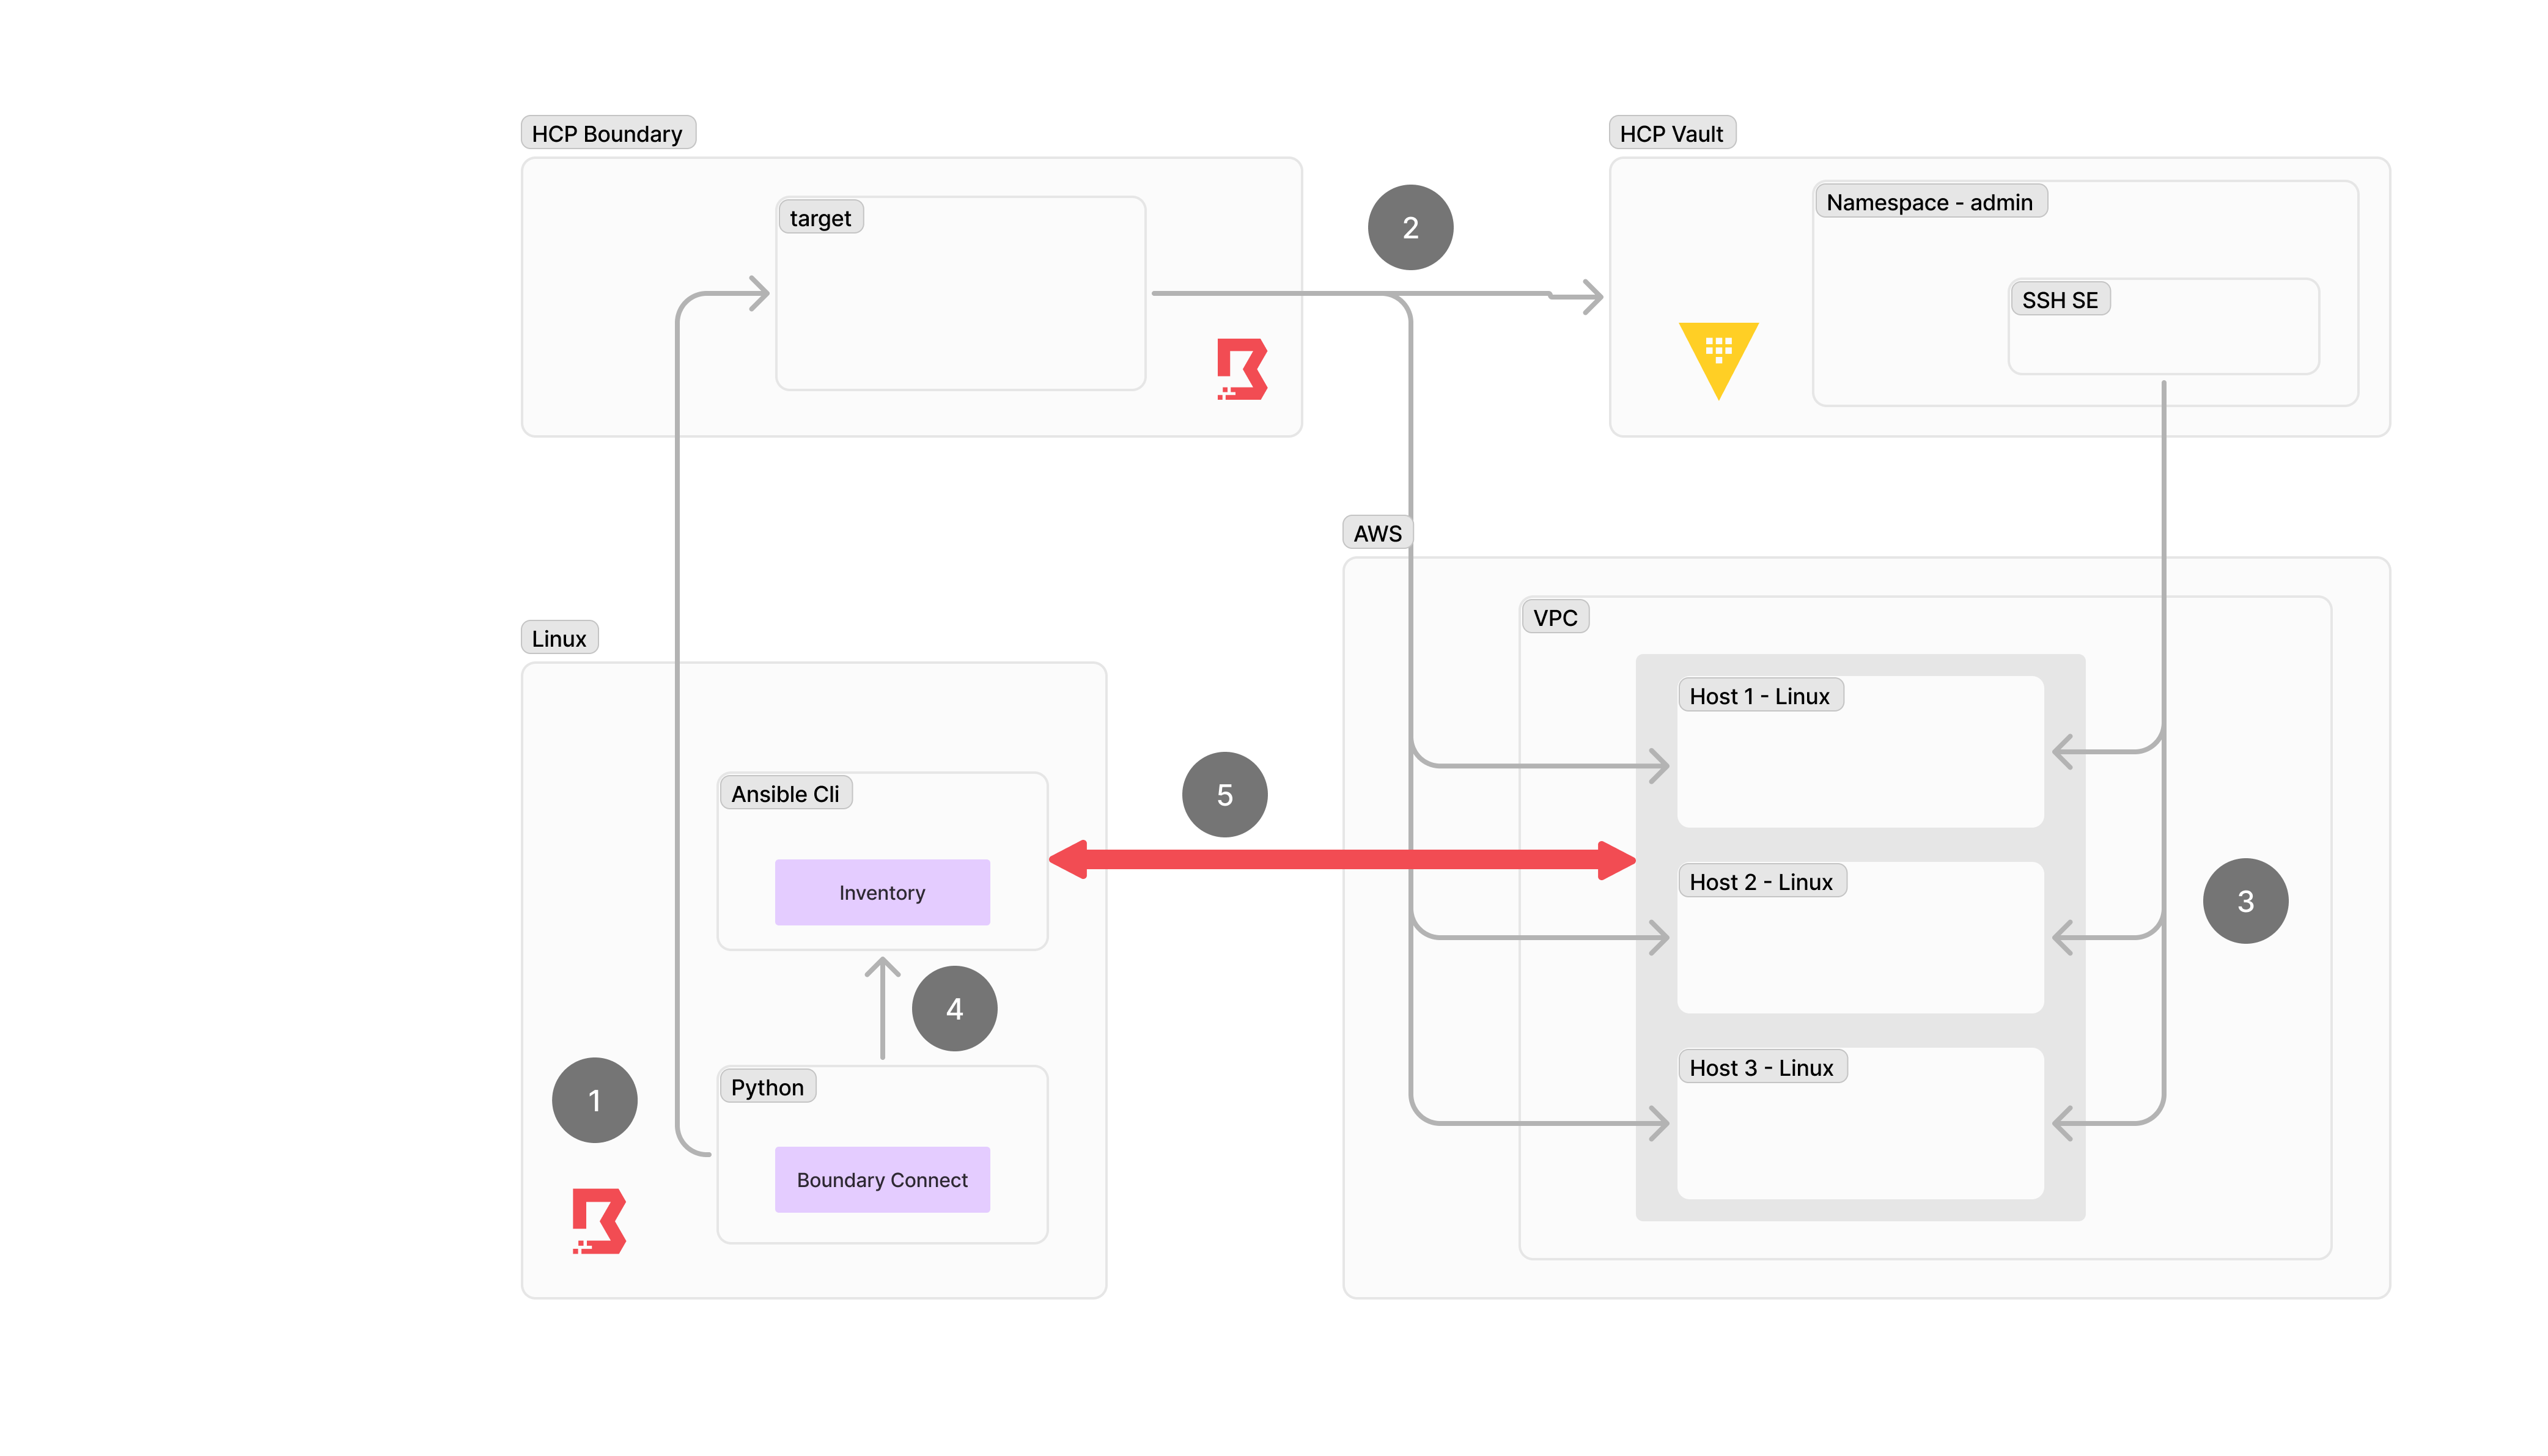 HCP Boundary
HCP Vault
target
Namespace - admin
2
SSH SE
AWS
Linux
VPC
Host 1 - Linux
Ansible Cli
5
Inventory
Host 2 - Linux
3
4
Python
Host 3 - Linux
1
Boundary Connect